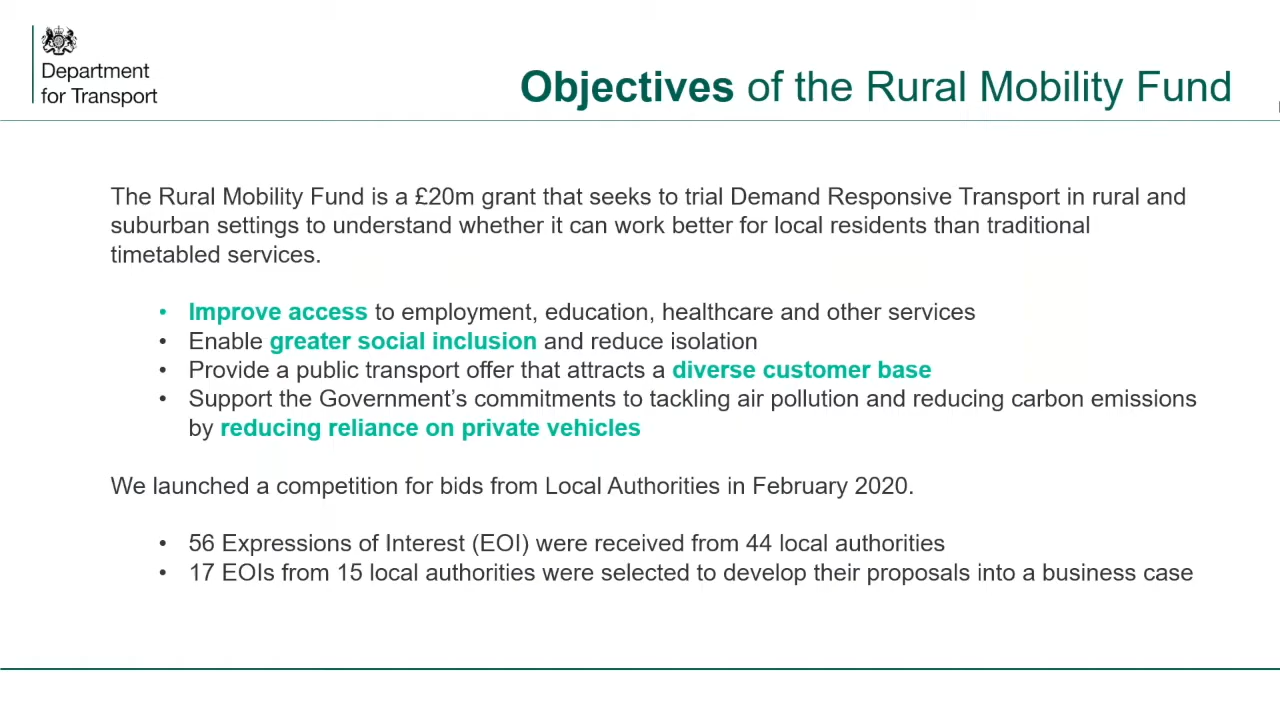 Department
for Transport
Objectives of the Rural Mobility Fund
The Rural Mobility Fund is a £20m grant that seeks to trial Demand Responsive Transport in rural and
suburban settings to understand whether it can work better for local residents than traditional
timetabled services.
• Improve access to employment, education, healthcare and other services
• Enable greater social inclusion and reduce isolation
• Provide a public transport offer that attracts a diverse customer base
• Support the Government’s commitments to tackling air pollution and reducing carbon emissions
by reducing reliance on private vehicles
We launched a competition for bids from Local Authorities in February 2020.
• 56 Expressions of Interest (EOI) were received from 44 local authorities
• 17 EOIs from 15 local authorities were selected to develop their proposals into a business case